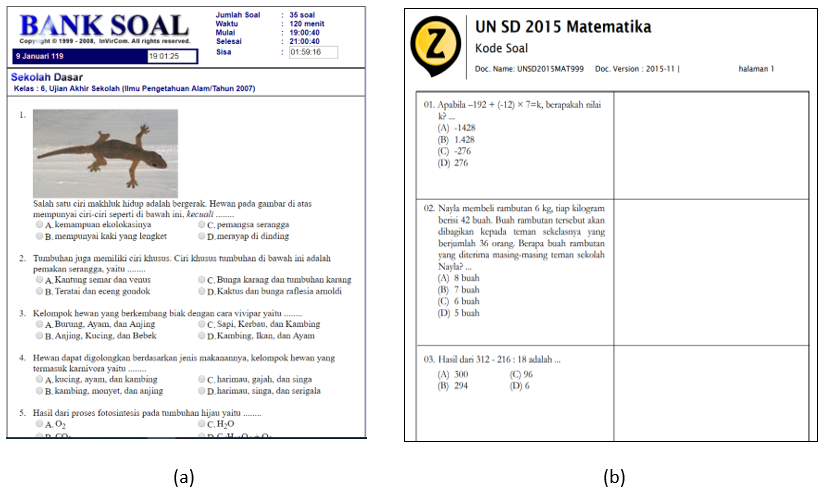 BANK SOAL
Copyright © 1999 - 2008, InVirCom. All rights reserved.
9 Januari 119
19:01:25
Jumlah Soal : 35 soal
Waktu : 120 menit
Mulai : 19:00:40
Selesai : 21:00:40
Sisa : 01:59:16
Sekolah Dasar
Kelas : 6, Ujian Akhir Sekolah (Ilmu Pengetahuan Alam/Tahun 2007)
1.
Salah satu ciri makhluk hidup adalah bergerak. Hewan pada gambar di atas
mempunyai ciri-ciri seperti di bawah ini, kecuali ........
A. kemampuan ekolokasinya C. pemangsa serangga
B. mempunyai kaki yang lengket D. merayap di dinding
2. Tumbuhan juga memiliki ciri khusus. Ciri khusus tumbuhan di bawah ini adalah
pemakan serangga, yaitu ........
A. Kantung semar dan venus C. Bunga karang dan tumbuhan karang
B. Teratai dan eceng gondok D. Kaktus dan bunga raflesia arnoldi
3. Kelompok hewan yang berkembang biak dengan cara vivipar yaitu ........
A. Burung, Ayam, dan Anjing C. Sapi, Kerbau, dan Kambing
B. Anjing, Kucing, dan Bebek D. Kambing, Ikan, dan Ayam
4. Hewan dapat digolongkan berdasarkan jenis makanannya, kelompok hewan yang
termasuk karnivora yaitu ........
A. kucing, ayam, dan kambing C. harimau, gajah, dan singa
B. kambing, monyet, dan anjing D. harimau, singa, dan serigala
5. Hasil dari proses fotosintesis pada tumbuhan hijau yaitu ........
A. O2 C. H2O
(a)
Z
UN SD 2015 Matematika
Kode Soal
Doc. Name: UNSD2015MAT999 Doc. Version : 2015-11 | halaman 1
01. Apabila –192 + (-12) × 7=k, berapakah nilai
k? ...
(A) -1428
(B) 1.428
(C) -276
(D) 276
02. Nayla membeli rambutan 6 kg, tiap kilogram
berisi 42 buah. Buah rambutan tersebut akan
dibagikan kepada teman sekelasnya yang
berjumlah 36 orang. Berapa buah rambutan
yang diterima masing-masing teman sekolah
Nayla? ...
(A) 8 buah
(B) 7 buah
(C) 6 buah
(D) 5 buah
03. Hasil dari 312 - 216 : 18 adalah ...
(A) 300 (C) 96
(B) 294 (D) 6
(b)